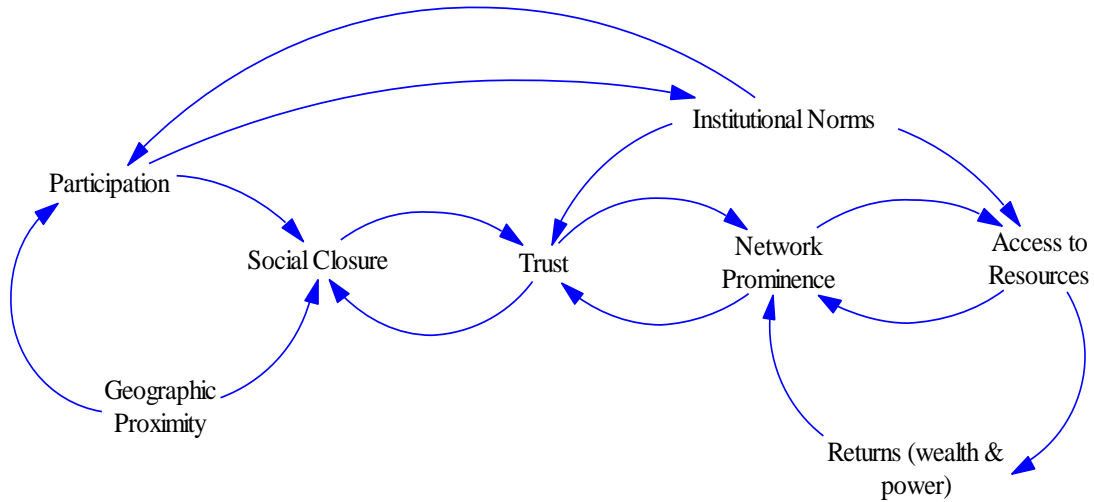 Institutional Norms
Participation
Social Closure
Trust
Network
Prominence
Access to
Resources
Geographic
Proximity
Returns (wealth &
power)